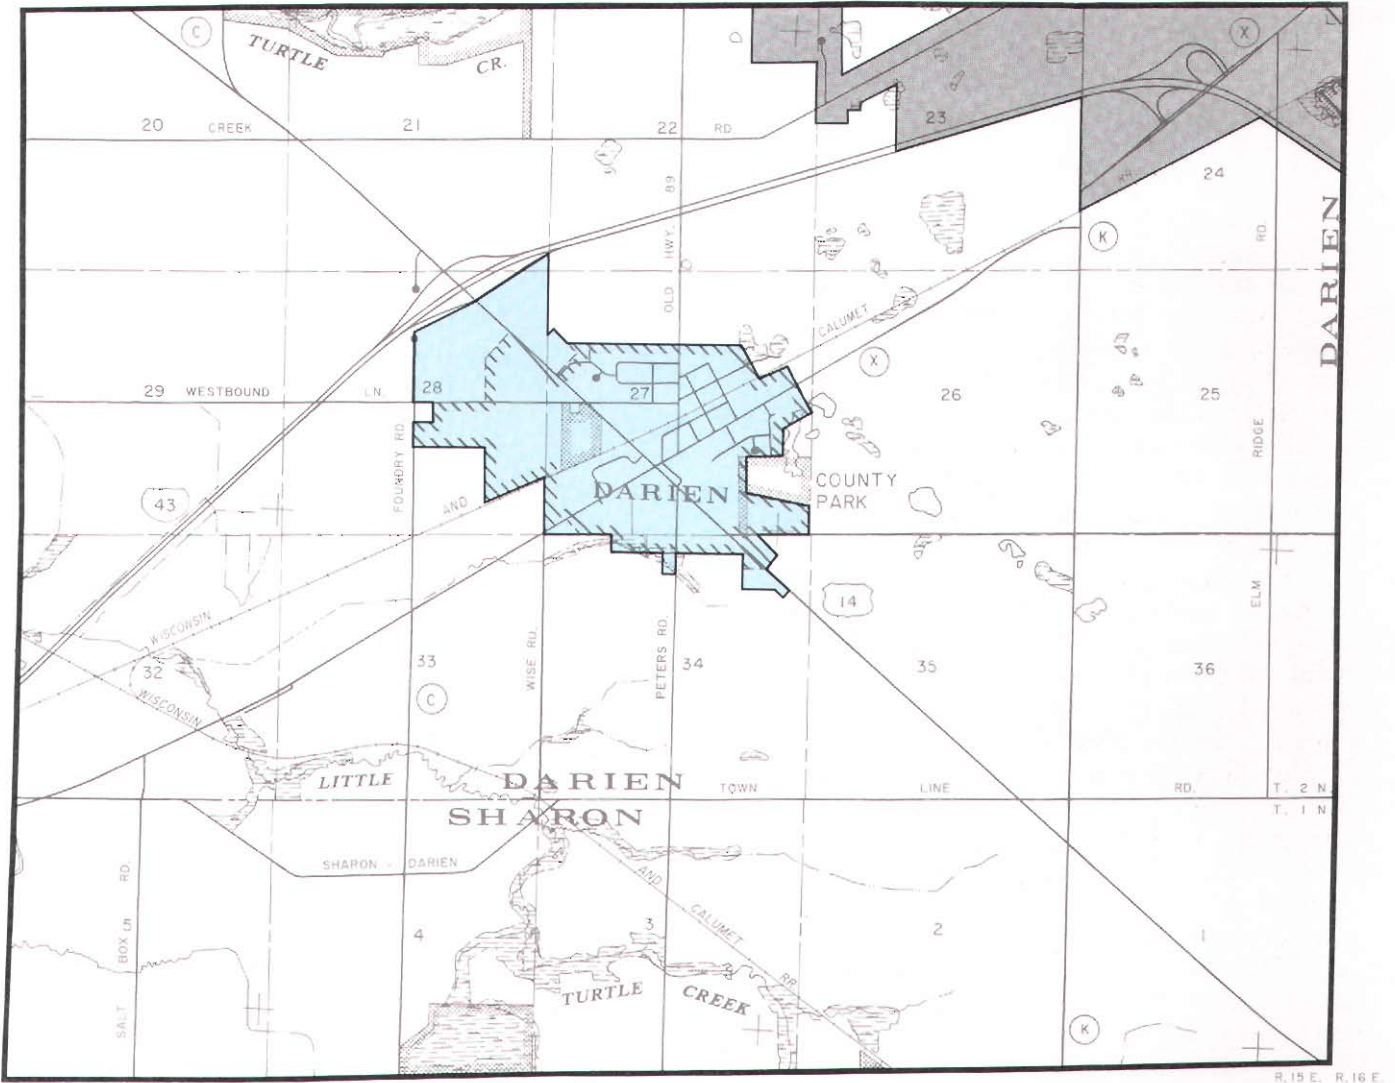 C
X
TURTLE
CR.
20
CREEK
21
22
RD
23
24
RR
OLD HWY. 89
K
RD.
DARIEN
CALUMET
X
29
WESTBOUND
LN.
28
27
26
25
FOUNDRY RD.
RIDGE
COUNTY
PARK
43
AND
DARIEN
14
ELM
WISCONSIN
32
WISCONSIN
33
C
WISE RD.
PETERS RD.
34
35
36
LITTLE
DARIEN
TOWN
LINE
RD.
T. 2 N.
SHARON
T. 1 N.
SHARON - DARIEN
SALT BOX LN RD.
AND
CALUMET
RR
4
3
2
1
TURTLE
CREEK
K
R. 15 E. R. 16 E.